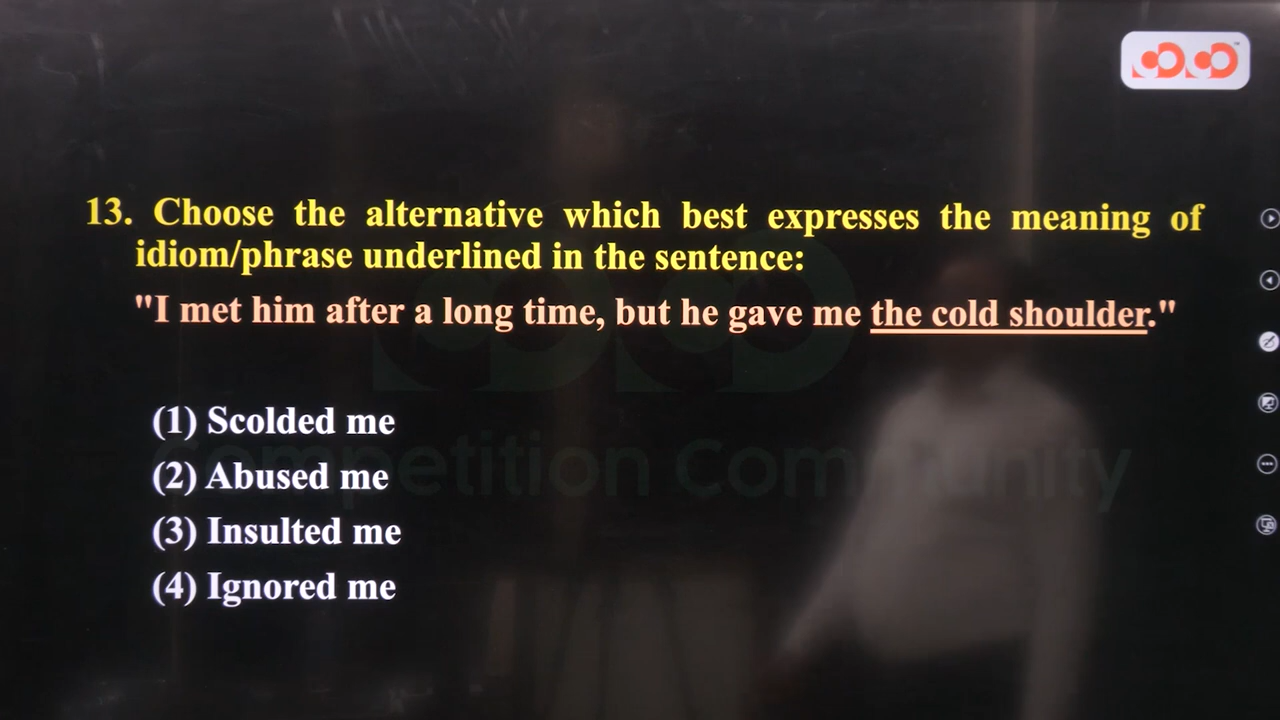 13. Choose the alternative which best expresses the meaning of
idiom/phrase underlined in the sentence:
"I met him after a long time, but he gave me the cold shoulder."
(1) Scolded me
(2) Abused me
(3) Insulted me
(4) Ignored me
Competition Community